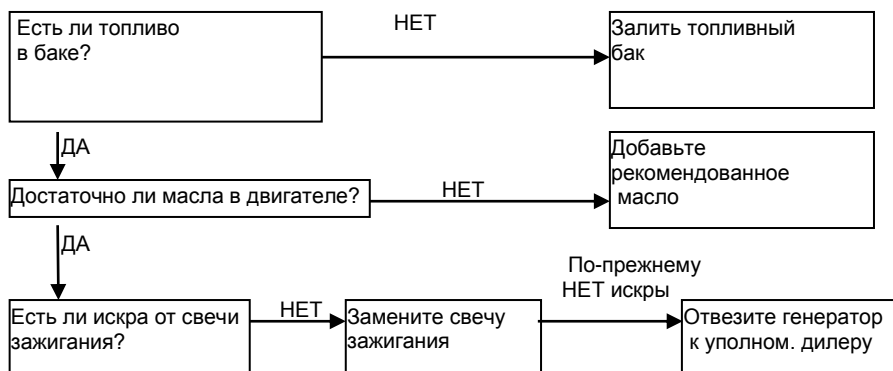 Есть ли топливо
в баке?
НЕТ
Залить топливный
бак
ДА
Достаточно ли масла в двигателе?
НЕТ
Добавьте
рекомендованное
масло
ДА
Есть ли искра от свечи
зажигания?
НЕТ
Замените свечу
зажигания
По-прежнему
НЕТ искры
Отвезите генератор
к уполном. дилеру